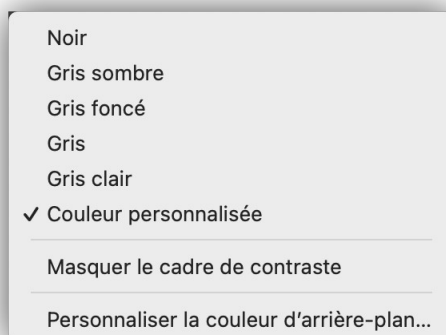 Noir
Gris sombre
Gris foncé
Gris
Gris clair
✓ Couleur personnalisée
Masquer le cadre de contraste
Personnaliser la couleur d’arrière-plan...